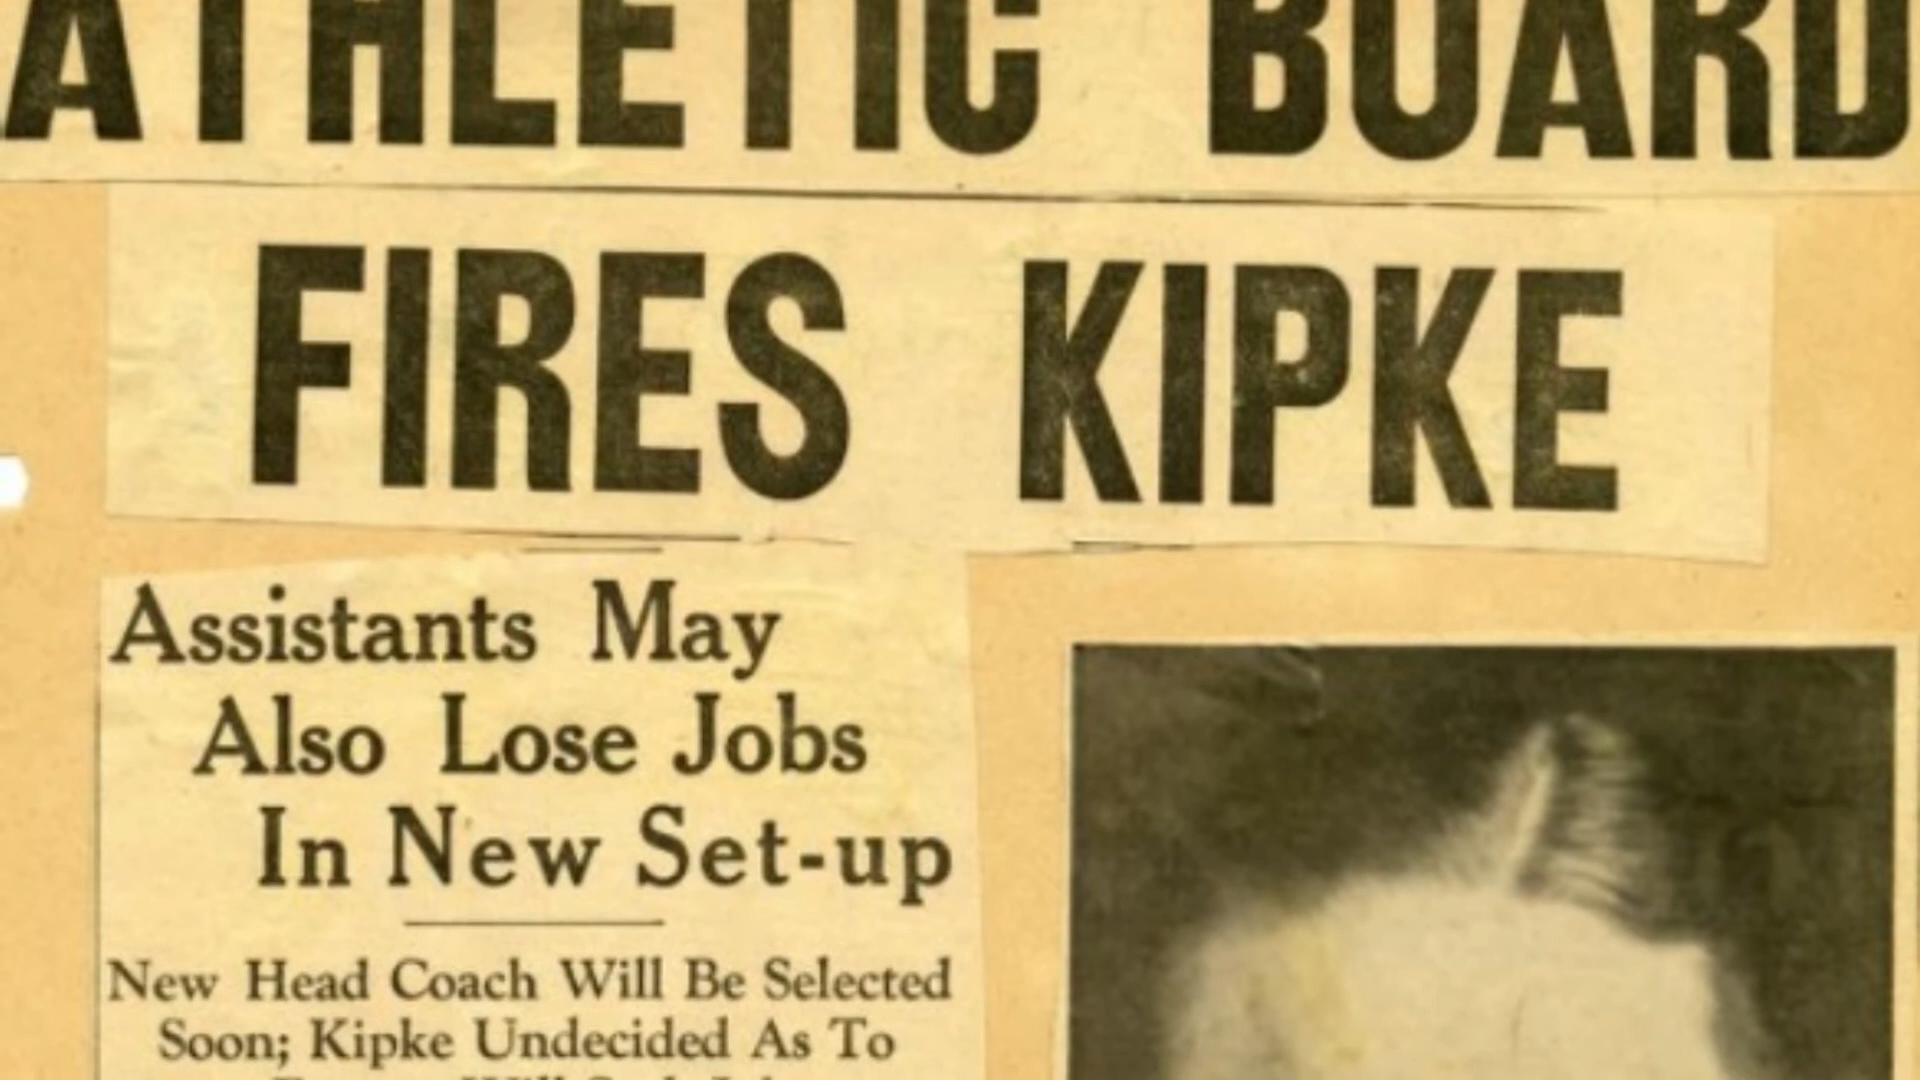 ATHLETIC BOARD
FIRES KIPKE
Assistants May
Also Lose Jobs
In New Set-up
New Head Coach Will Be Selected
Soon; Kipke Undecided As To